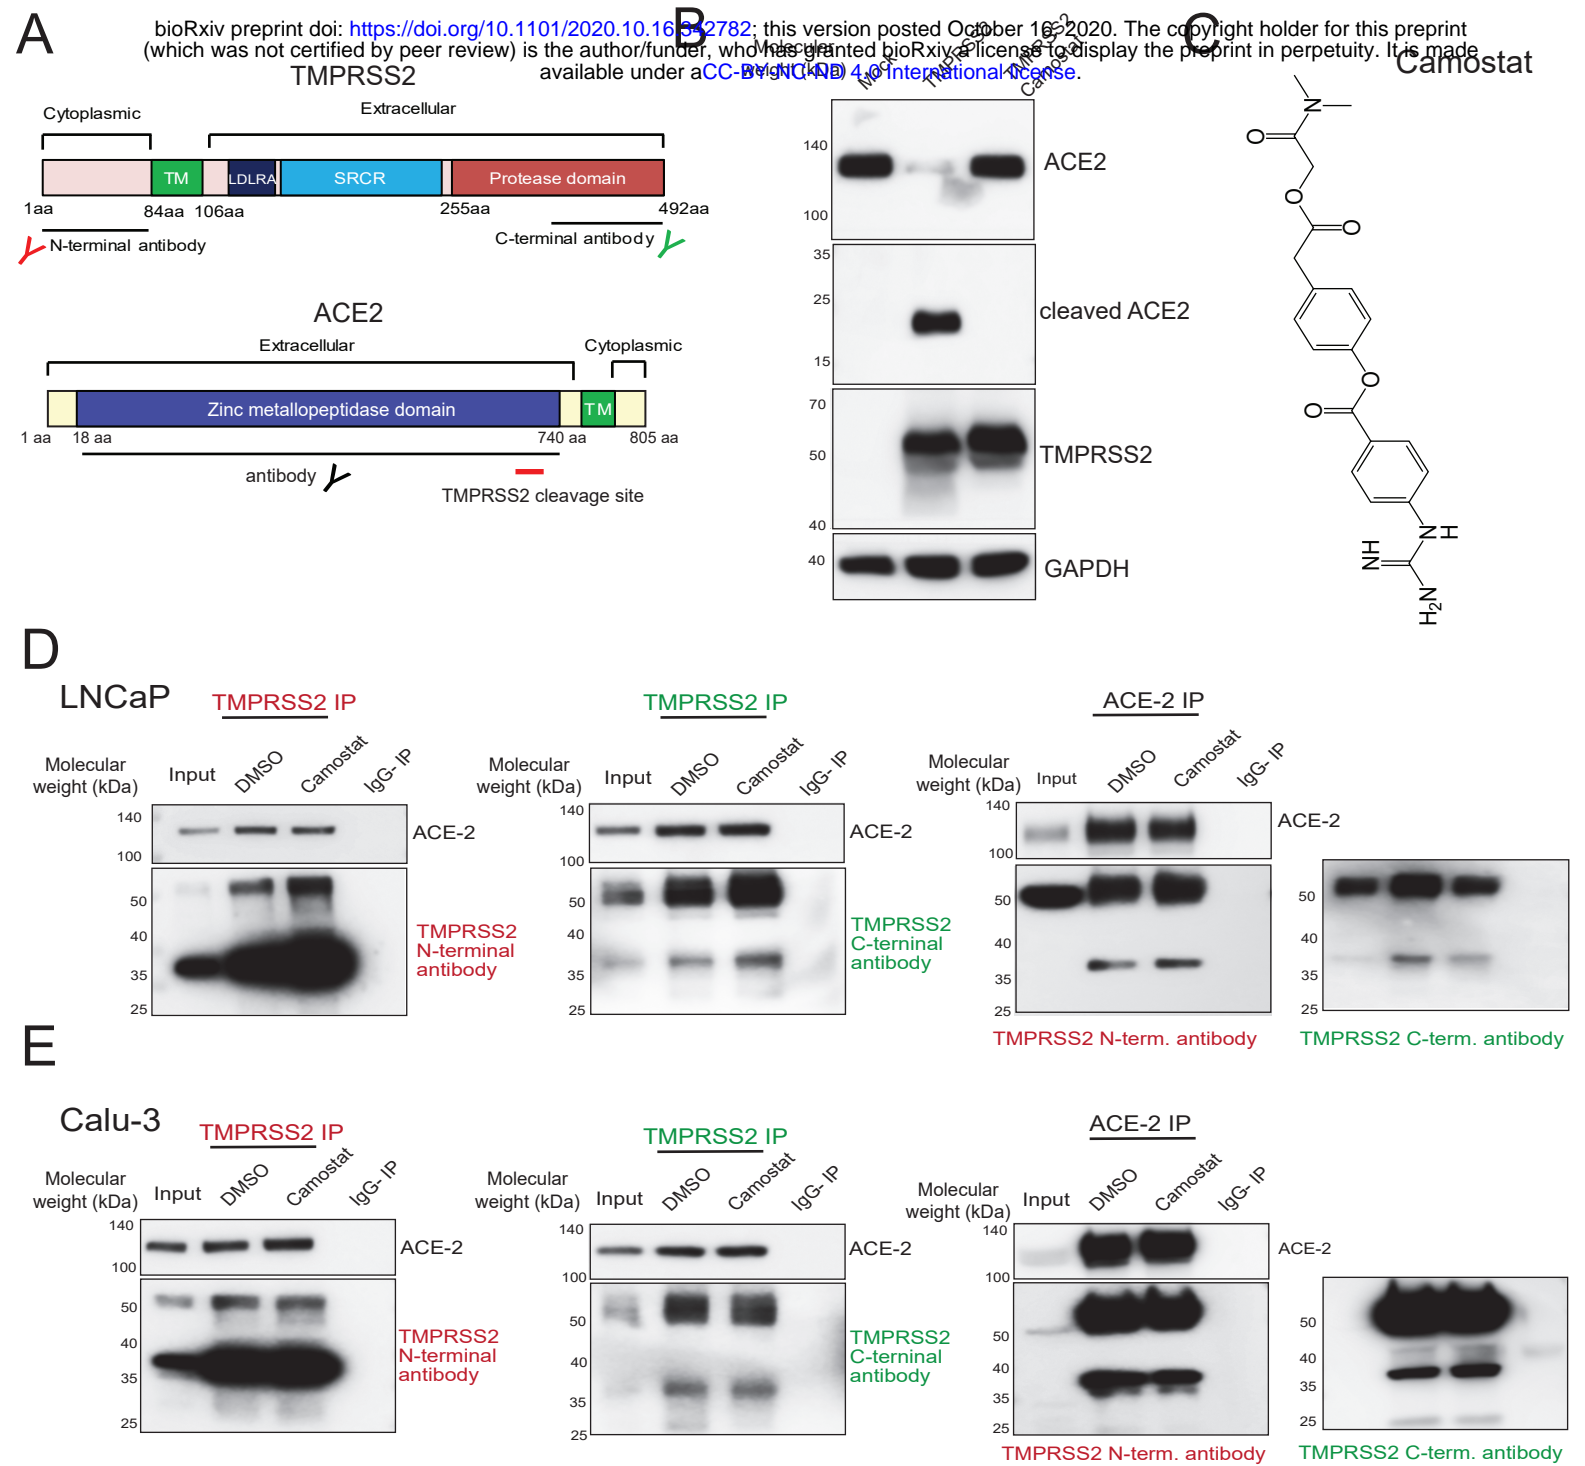 A
bioRxiv preprint doi: https://doi.org/10.1101/2020.10.16.342782; this version posted October 16, 2020. The copyright holder for this preprint
(which was not certified by peer review) is the author/funder, who has granted bioRxiv a license to display the preprint in perpetuity. It is made
available under aCC-BY-NC-ND 4.0 International license.
TMPRSS2
Cytoplasmic
Extracellular
TM
LDLRA
SRCR
Protease domain
1aa
84aa
106aa
255aa
492aa
N-terminal antibody
C-terminal antibody
ACE2
Extracellular
Cytoplasmic
Zinc metallopeptidase domain
TM
1 aa
18 aa
740 aa
805 aa
antibody
TMPRSS2 cleavage site
B
Molecular
weight (kDa)
Mock
TMPRSS2
TMPRSS2
Camostat
140
100
ACE2
35
25
15
cleaved ACE2
70
50
40
TMPRSS2
40
GAPDH
C
Camostat
N
O
O
O
O
O
N
H
NH
H2N
D
LNCaP
TMPRSS2 IP
Molecular
weight (kDa)
Input
DMSO
Camostat
IgG- IP
140
100
ACE-2
50
40
35
25
TMPRSS2
N-terminal
antibody
TMPRSS2 IP
Molecular
weight (kDa)
Input
DMSO
Camostat
IgG- IP
140
100
ACE-2
50
40
35
25
TMPRSS2
C-terninal
antibody
ACE-2 IP
Molecular
weight (kDa)
Input
DMSO
Camostat
IgG- IP
140
100
ACE-2
50
40
35
25
TMPRSS2 N-term. antibody
50
40
35
25
TMPRSS2 C-term. antibody
E
Calu-3
TMPRSS2 IP
Molecular
weight (kDa)
Input
DMSO
Camostat
IgG- IP
140
100
ACE-2
50
40
35
25
TMPRSS2
N-terminal
antibody
TMPRSS2 IP
Molecular
weight (kDa)
Input
DMSO
Camostat
IgG- IP
140
100
ACE-2
50
40
35
25
TMPRSS2
C-terninal
antibody
ACE-2 IP
Molecular
weight (kDa)
Input
DMSO
Camostat
IgG- IP
140
100
ACE-2
50
40
35
25
TMPRSS2 N-term. antibody
50
40
35
25
TMPRSS2 C-term. antibody